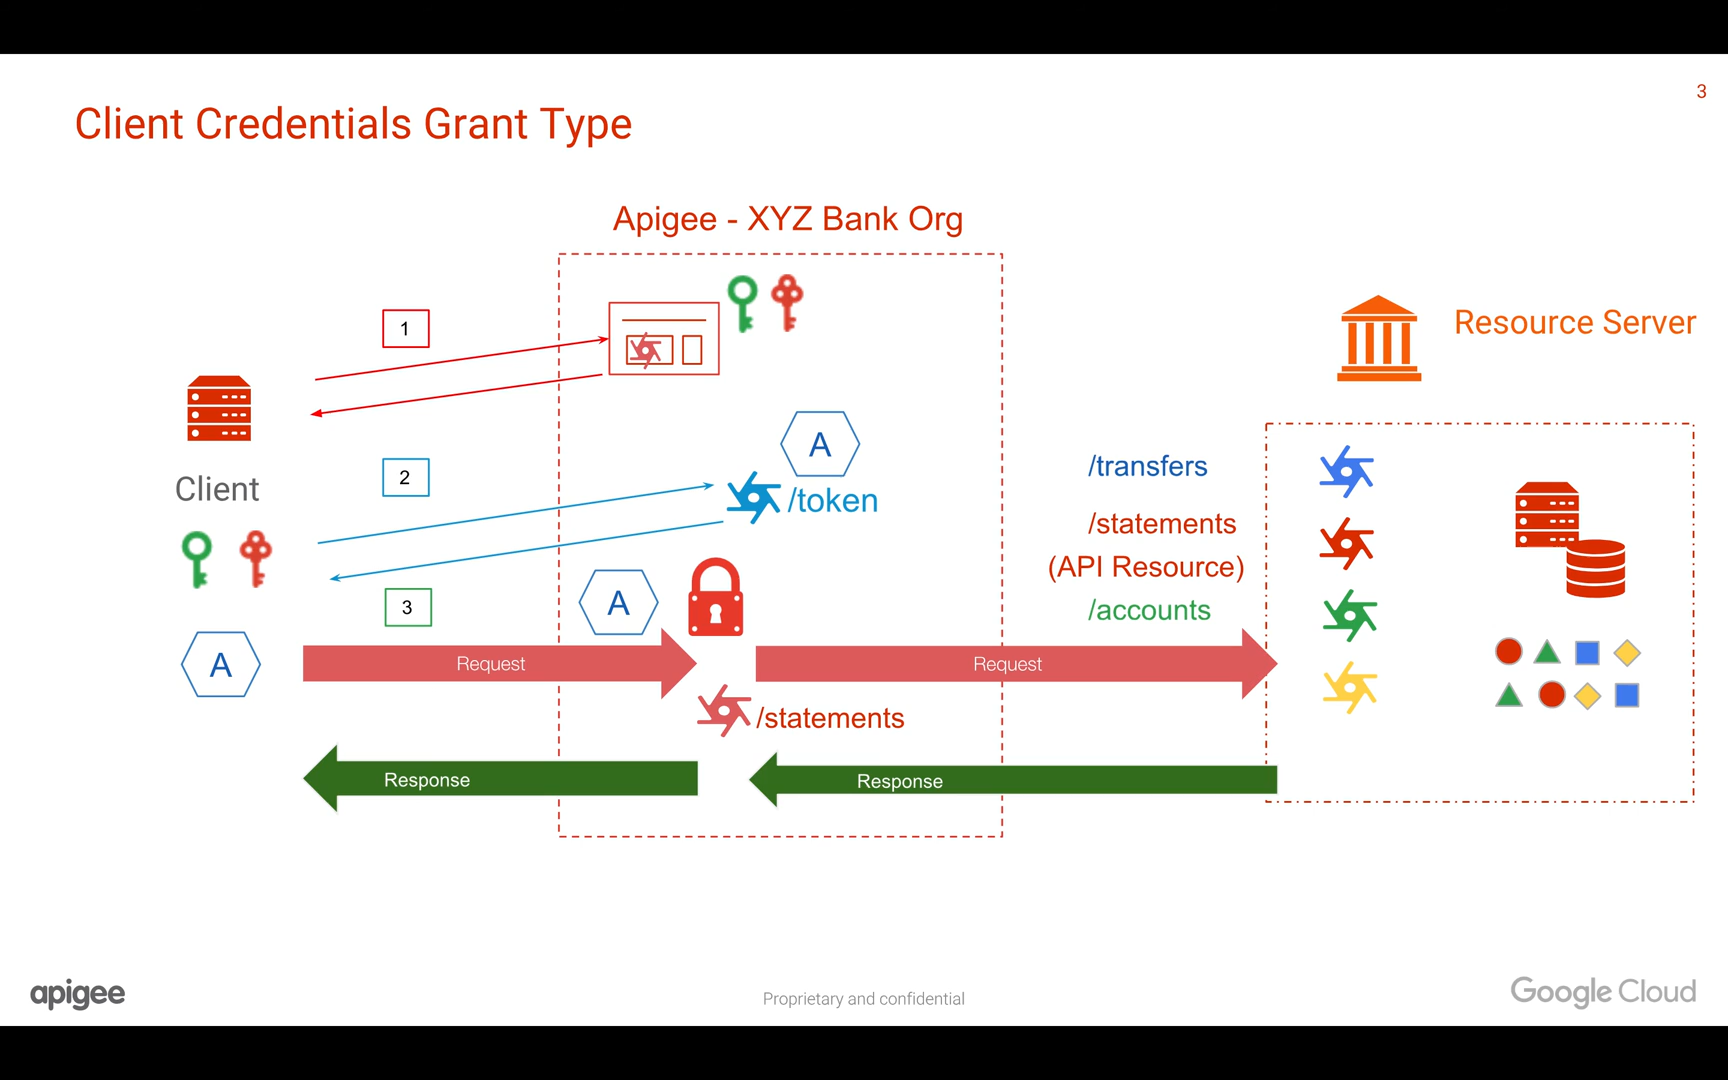 3
Client Credentials Grant Type
Apigee - XYZ Bank Org
1
Resource Server
A
/transfers
2
Client
/token
/statements
(API Resource)
3
A
/accounts
A
Request
Request
/statements
Response
Response
apigee
Proprietary and confidential
Google Cloud